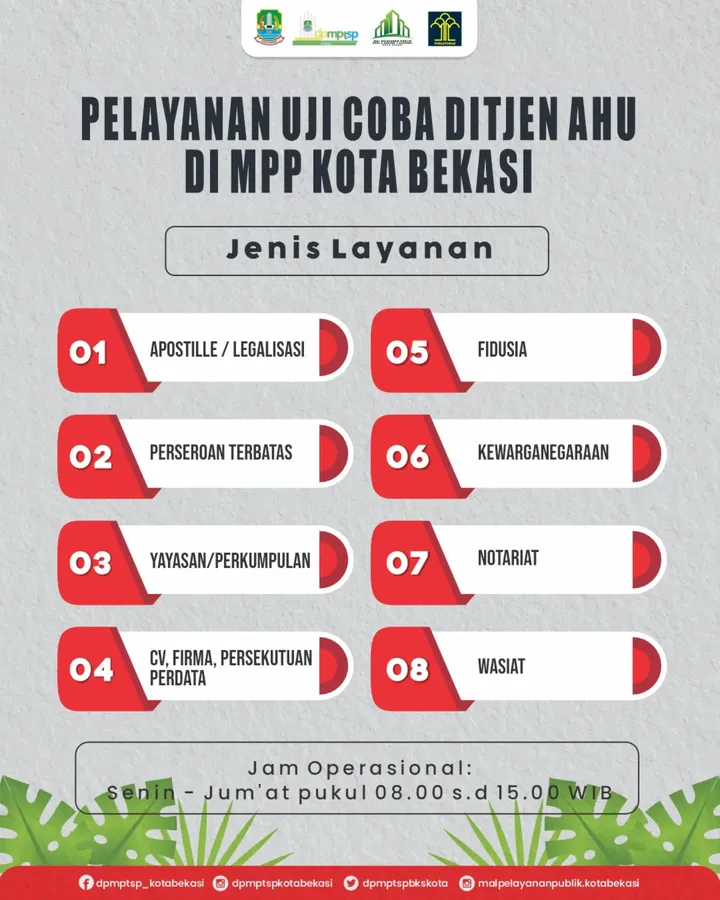 dpmptsp
PELAYANAN UJI COBA DITJEN AHU
DI MPP KOTA BEKASI
Jenis Layanan
01 APOSTILLE / LEGALISASI
02 PERSEROAN TERBATAS
03 YAYASAN/PERKUMPULAN
04 CV, FIRMA, PERSEKUTUAN
PERDATA
05 FIDUSIA
06 KEWARGANEGARAAN
07 NOTARIAT
08 WASIAT
Jam Operasional:
Senin - Jum'at pukul 08.00 s.d 15.00 WIB
dpmptsp_kotabekasi dpmptspkotabekasi dpmptspbkskota malpelayananpublik.kotabekasi